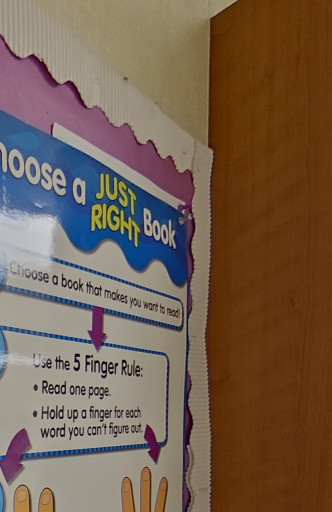 hoose a JUST
RIGHT Book
Choose a book that makes you want to read!
Use the 5 Finger Rule:
• Read one page.
• Hold up a finger for each
word you can't figure out.